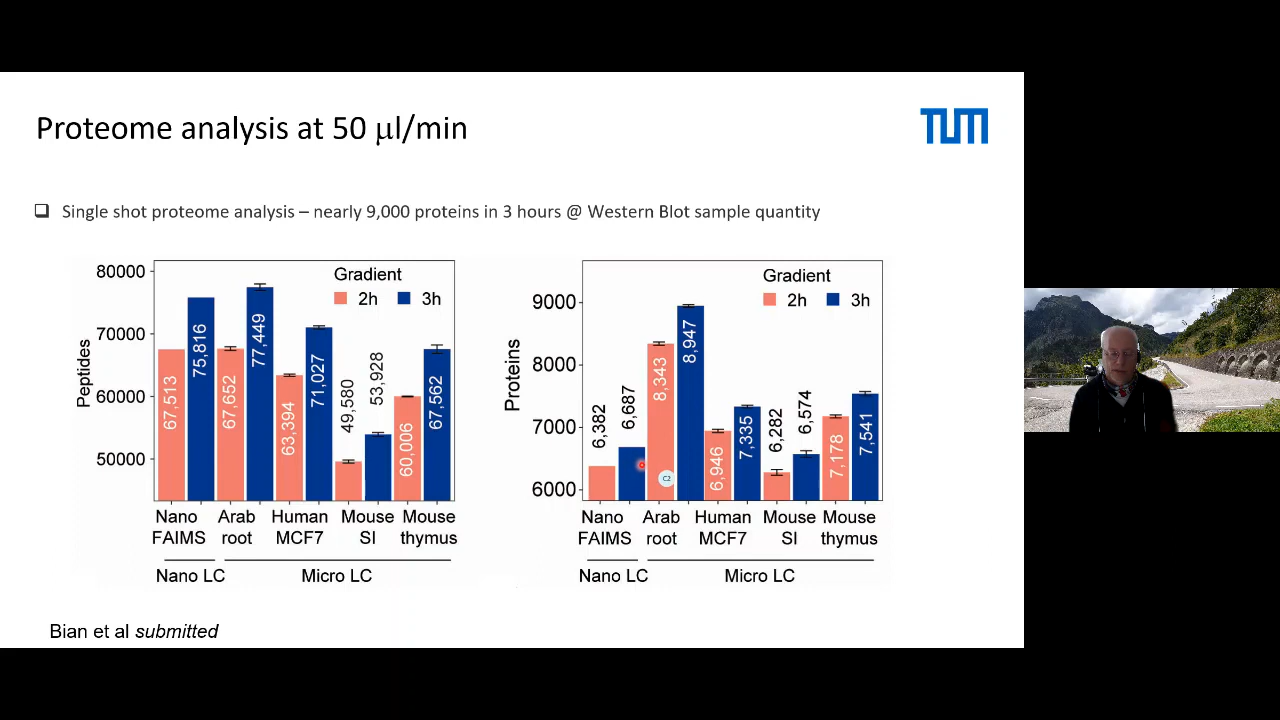 Proteome analysis at 50 μl/min
TUM
Single shot proteome analysis – nearly 9,000 proteins in 3 hours @ Western Blot sample quantity
Gradient
2h 3h
Peptides
80000
70000
60000
50000
67,513
75,816
67,652
77,449
63,394
71,027
49,580
53,928
60,006
67,562
Nano Arab Human Mouse Mouse
FAIMS root MCF7 SI thymus
Nano LC Micro LC
Gradient
2h 3h
Proteins
9000
8000
7000
6000
6,382
6,687
8,343
8,947
6,946
7,335
6,282
6,574
7,178
7,541
C2
Nano Arab Human Mouse Mouse
FAIMS root MCF7 SI thymus
Nano LC Micro LC
Bian et al submitted